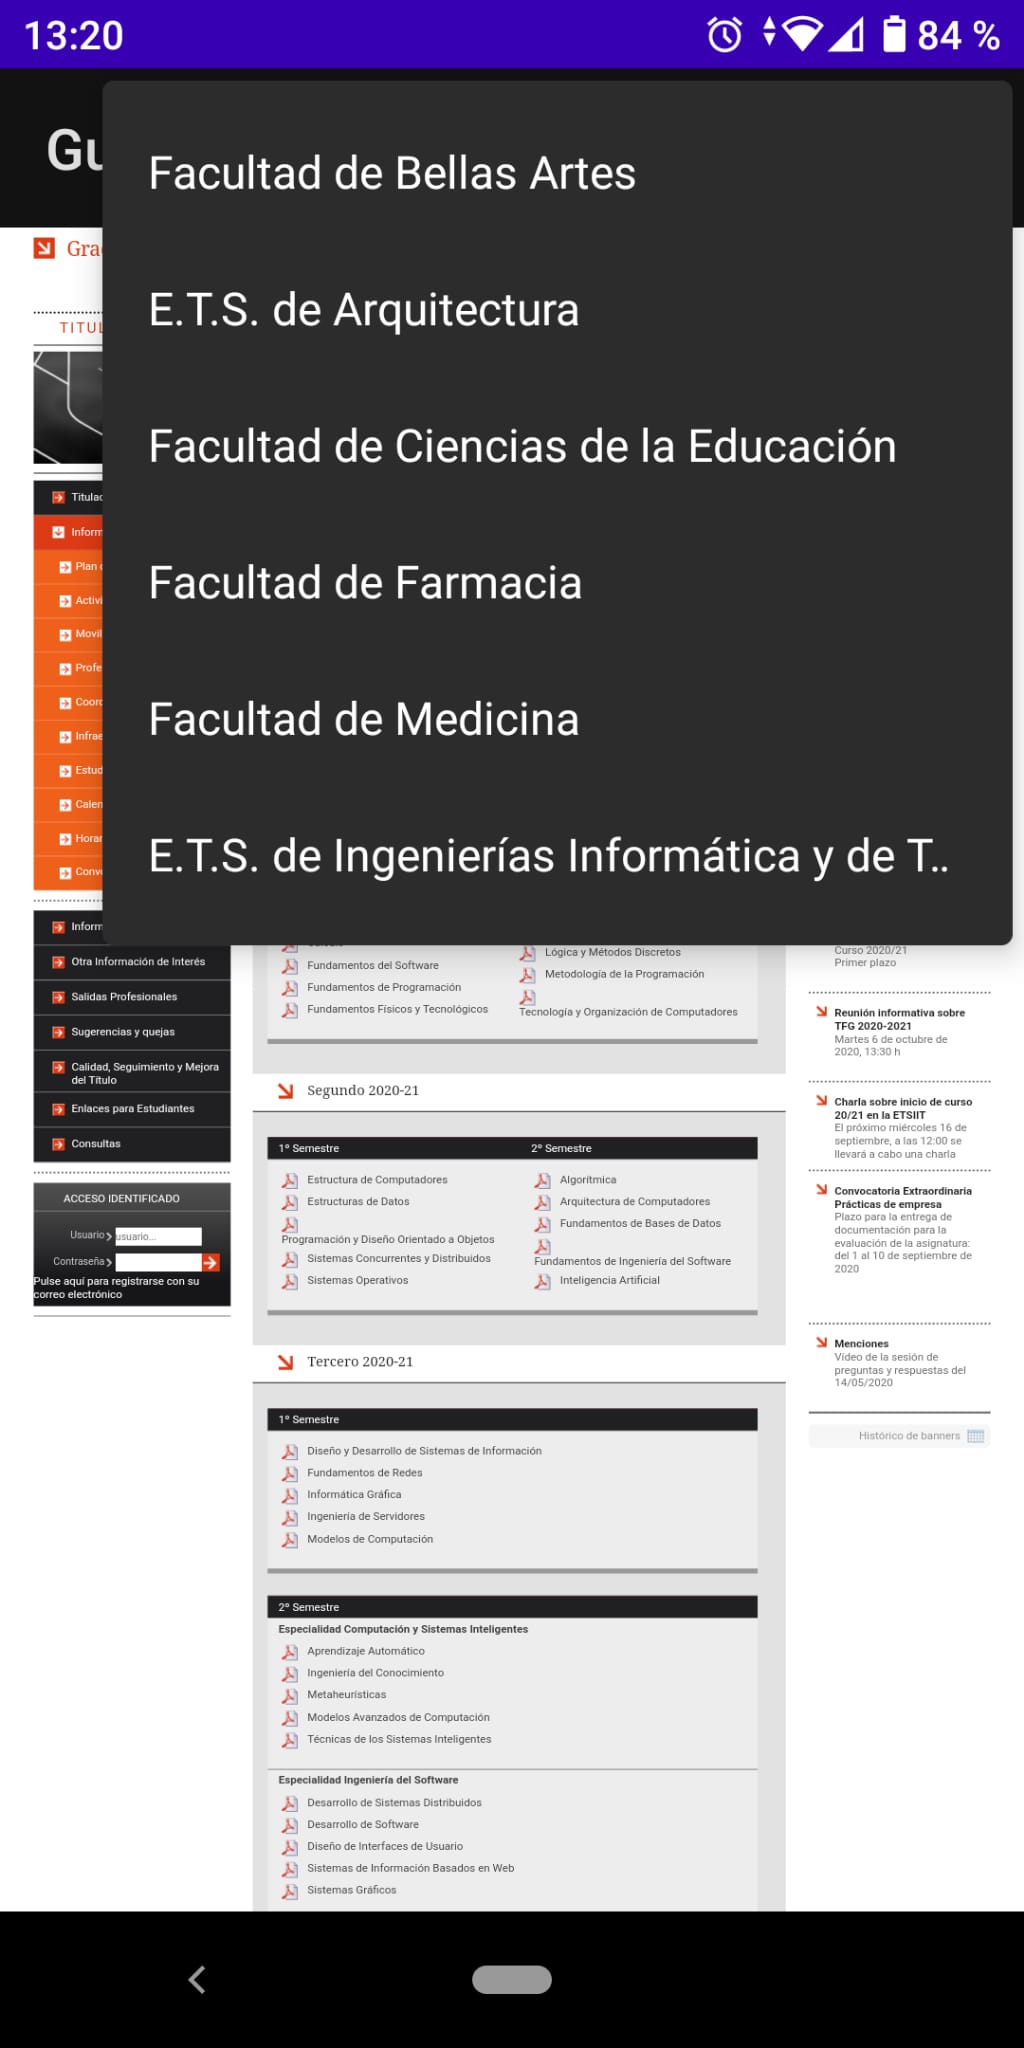 13:20
84 %
Gu
Facultad de Bellas Artes
E.T.S. de Arquitectura
Facultad de Ciencias de la Educación
Facultad de Farmacia
Facultad de Medicina
E.T.S. de Ingenierías Informática y de T..
Gra
TITUL
Titulac
Inform
Plan
Activi
Movil
Profe
Coord
Infrae
Estud
Calen
Horar
Conv
Inform
Otra Información de Interés
Salidas Profesionales
Sugerencias y quejas
Calidad, Seguimiento y Mejora
del Título
Enlaces para Estudiantes
Consultas
ACCESO IDENTIFICADO
Usuario
usuario...
Contraseña
Pulse aquí para registrarse con su
correo electrónico
Fundamentos del Software
Fundamentos de Programación
Fundamentos Físicos y Tecnológicos
Lógica y Métodos Discretos
Metodología de la Programación
Tecnología y Organización de Computadores
Segundo 2020-21
1º Semestre
2º Semestre
Estructura de Computadores
Estructuras de Datos
Programación y Diseño Orientado a Objetos
Sistemas Concurrentes y Distribuidos
Sistemas Operativos
Algorítmica
Arquitectura de Computadores
Fundamentos de Bases de Datos
Fundamentos de Ingeniería del Software
Inteligencia Artificial
Tercero 2020-21
1º Semestre
Diseño y Desarrollo de Sistemas de Información
Fundamentos de Redes
Informática Gráfica
Ingeniería de Servidores
Modelos de Computación
2º Semestre
Especialidad Computación y Sistemas Inteligentes
Aprendizaje Automático
Ingeniería del Conocimiento
Metaheurísticas
Modelos Avanzados de Computación
Técnicas de los Sistemas Inteligentes
Especialidad Ingeniería del Software
Desarrollo de Sistemas Distribuidos
Desarrollo de Software
Diseño de Interfaces de Usuario
Sistemas de Información Basados en Web
Sistemas Gráficos
Curso 2020/21
Primer plazo
Reunión informativa sobre
TFG 2020-2021
Martes 6 de octubre de
2020, 13:30 h
Charla sobre inicio de curso
20/21 en la ETSIIT
El próximo miércoles 16 de
septiembre, a las 12:00 se
llevará a cabo una charla
Convocatoria Extraordinaria
Prácticas de empresa
Plazo para la entrega de
documentación para la
evaluación de la asignatura:
del 1 al 10 de septiembre de
2020
Menciones
Vídeo de la sesión de
preguntas y respuestas del
14/05/2020
Histórico de banners